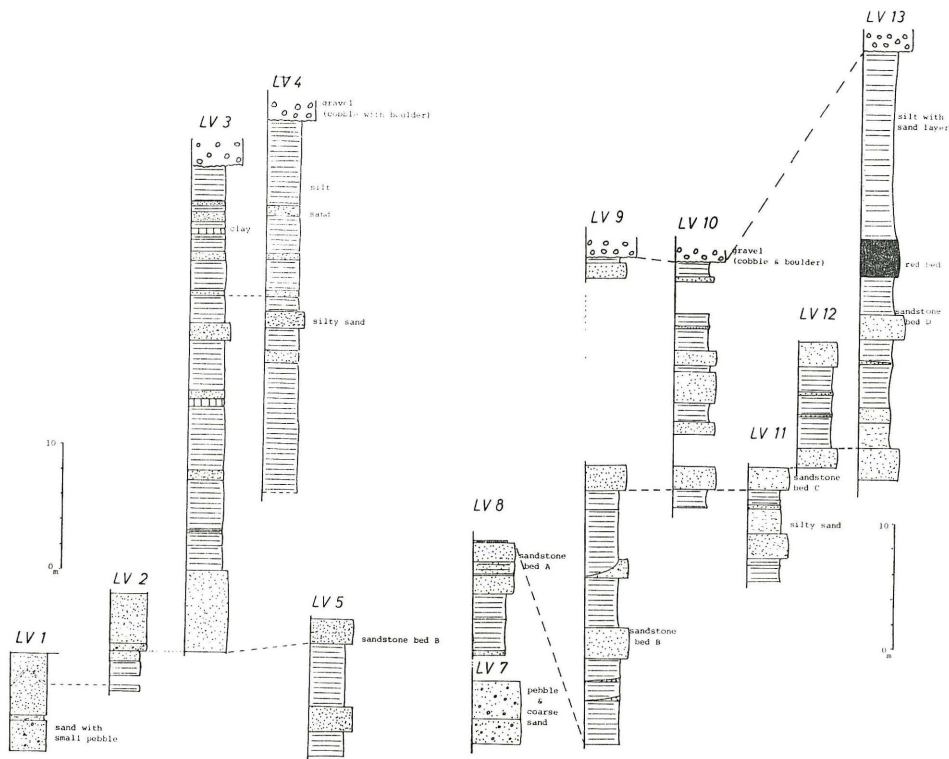 LV 13
LV 4
gravel
(cobble with boulder)
LV 3
silt with
sand layer
silt
sand
clay
LV 9
LV 10
gravel
(cobble & boulder)
red bed
silty sand
sandstone
bed D
LV 12
10
LV 11
sandstone
bed C
LV 8
silty sand
10
sandstone
bed A
0
m
LV 2
LV 5
sandstone bed B
sandstone
bed B
0
m
LV 1
LV 7
pebble
&
coarse
sand
sand with
small pebble